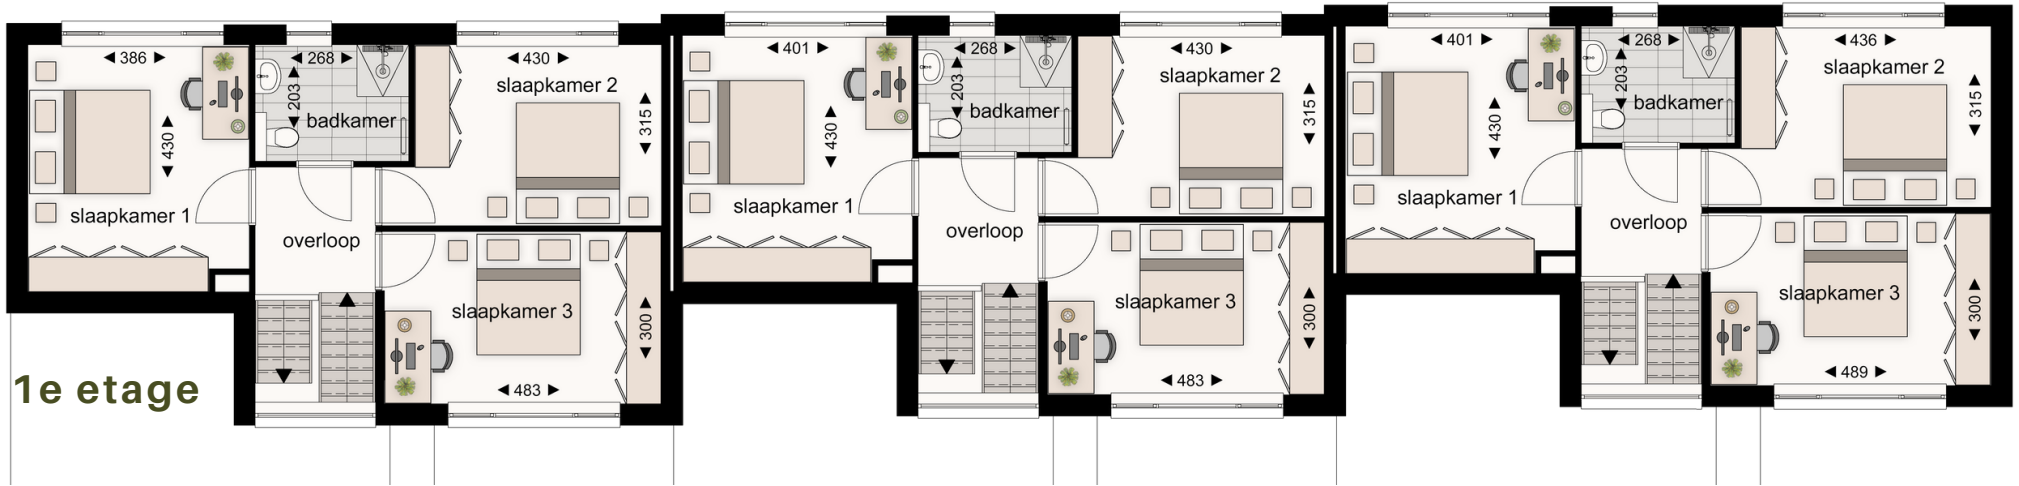 386
268
430
203
430
315
slaapkamer 2
badkamer
slaapkamer 1
overloop
slaapkamer 3
300
483
401
268
430
203
430
315
slaapkamer 2
badkamer
slaapkamer 1
overloop
slaapkamer 3
300
483
401
268
436
203
430
315
slaapkamer 2
badkamer
slaapkamer 1
overloop
slaapkamer 3
300
489
1e etage